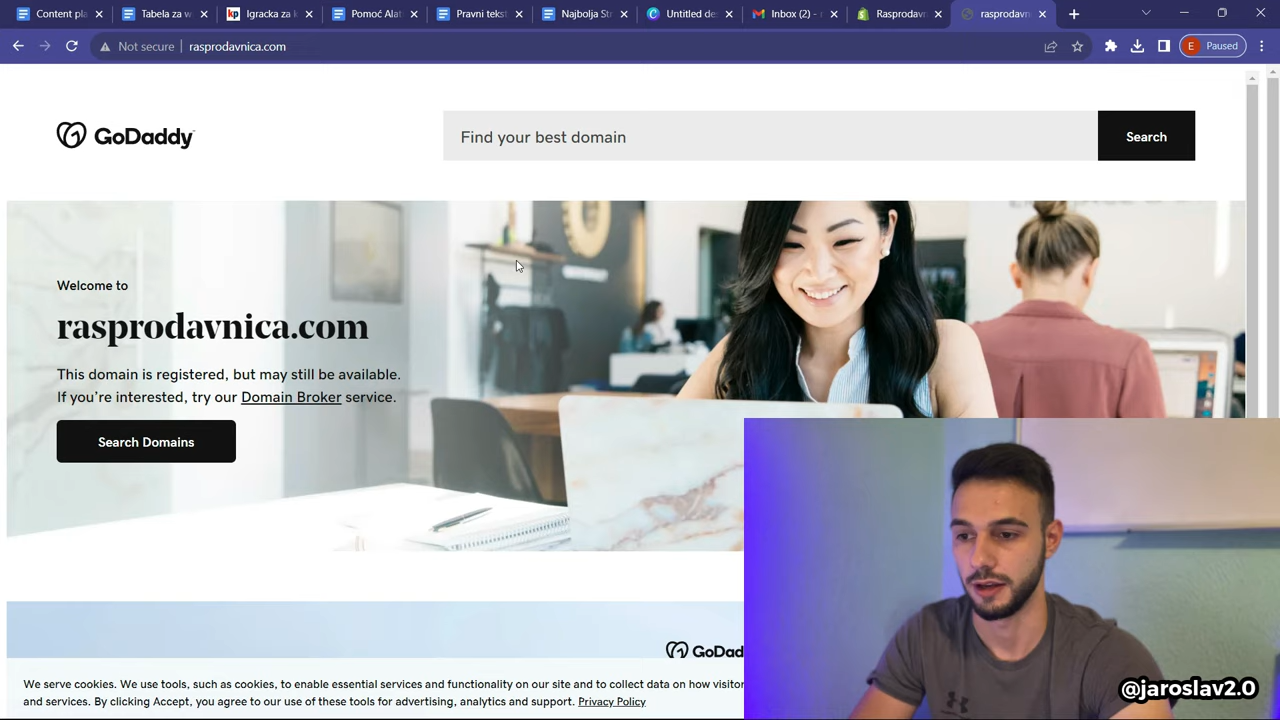 Content pla
Tabela za w
kp
Igracka za k
Pomoć Alat
Pravni tekst
Najbolja St
Untitled de
Inbox (2) - r
Rasprodav
rasprodavn
Not secure
rasprodavnica.com
E
Paused
GoDaddy
Find your best domain
Search
Welcome to
rasprodavnica.com
This domain is registered, but may still be available.
If you're interested, try our Domain Broker service.
Search Domains
GoDadd
We serve cookies. We use tools, such as cookies, to enable essential services and functionality on our site and to collect data on how visitor
and services. By clicking Accept, you agree to our use of these tools for advertising, analytics and support. Privacy Policy
@jaroslav2.0